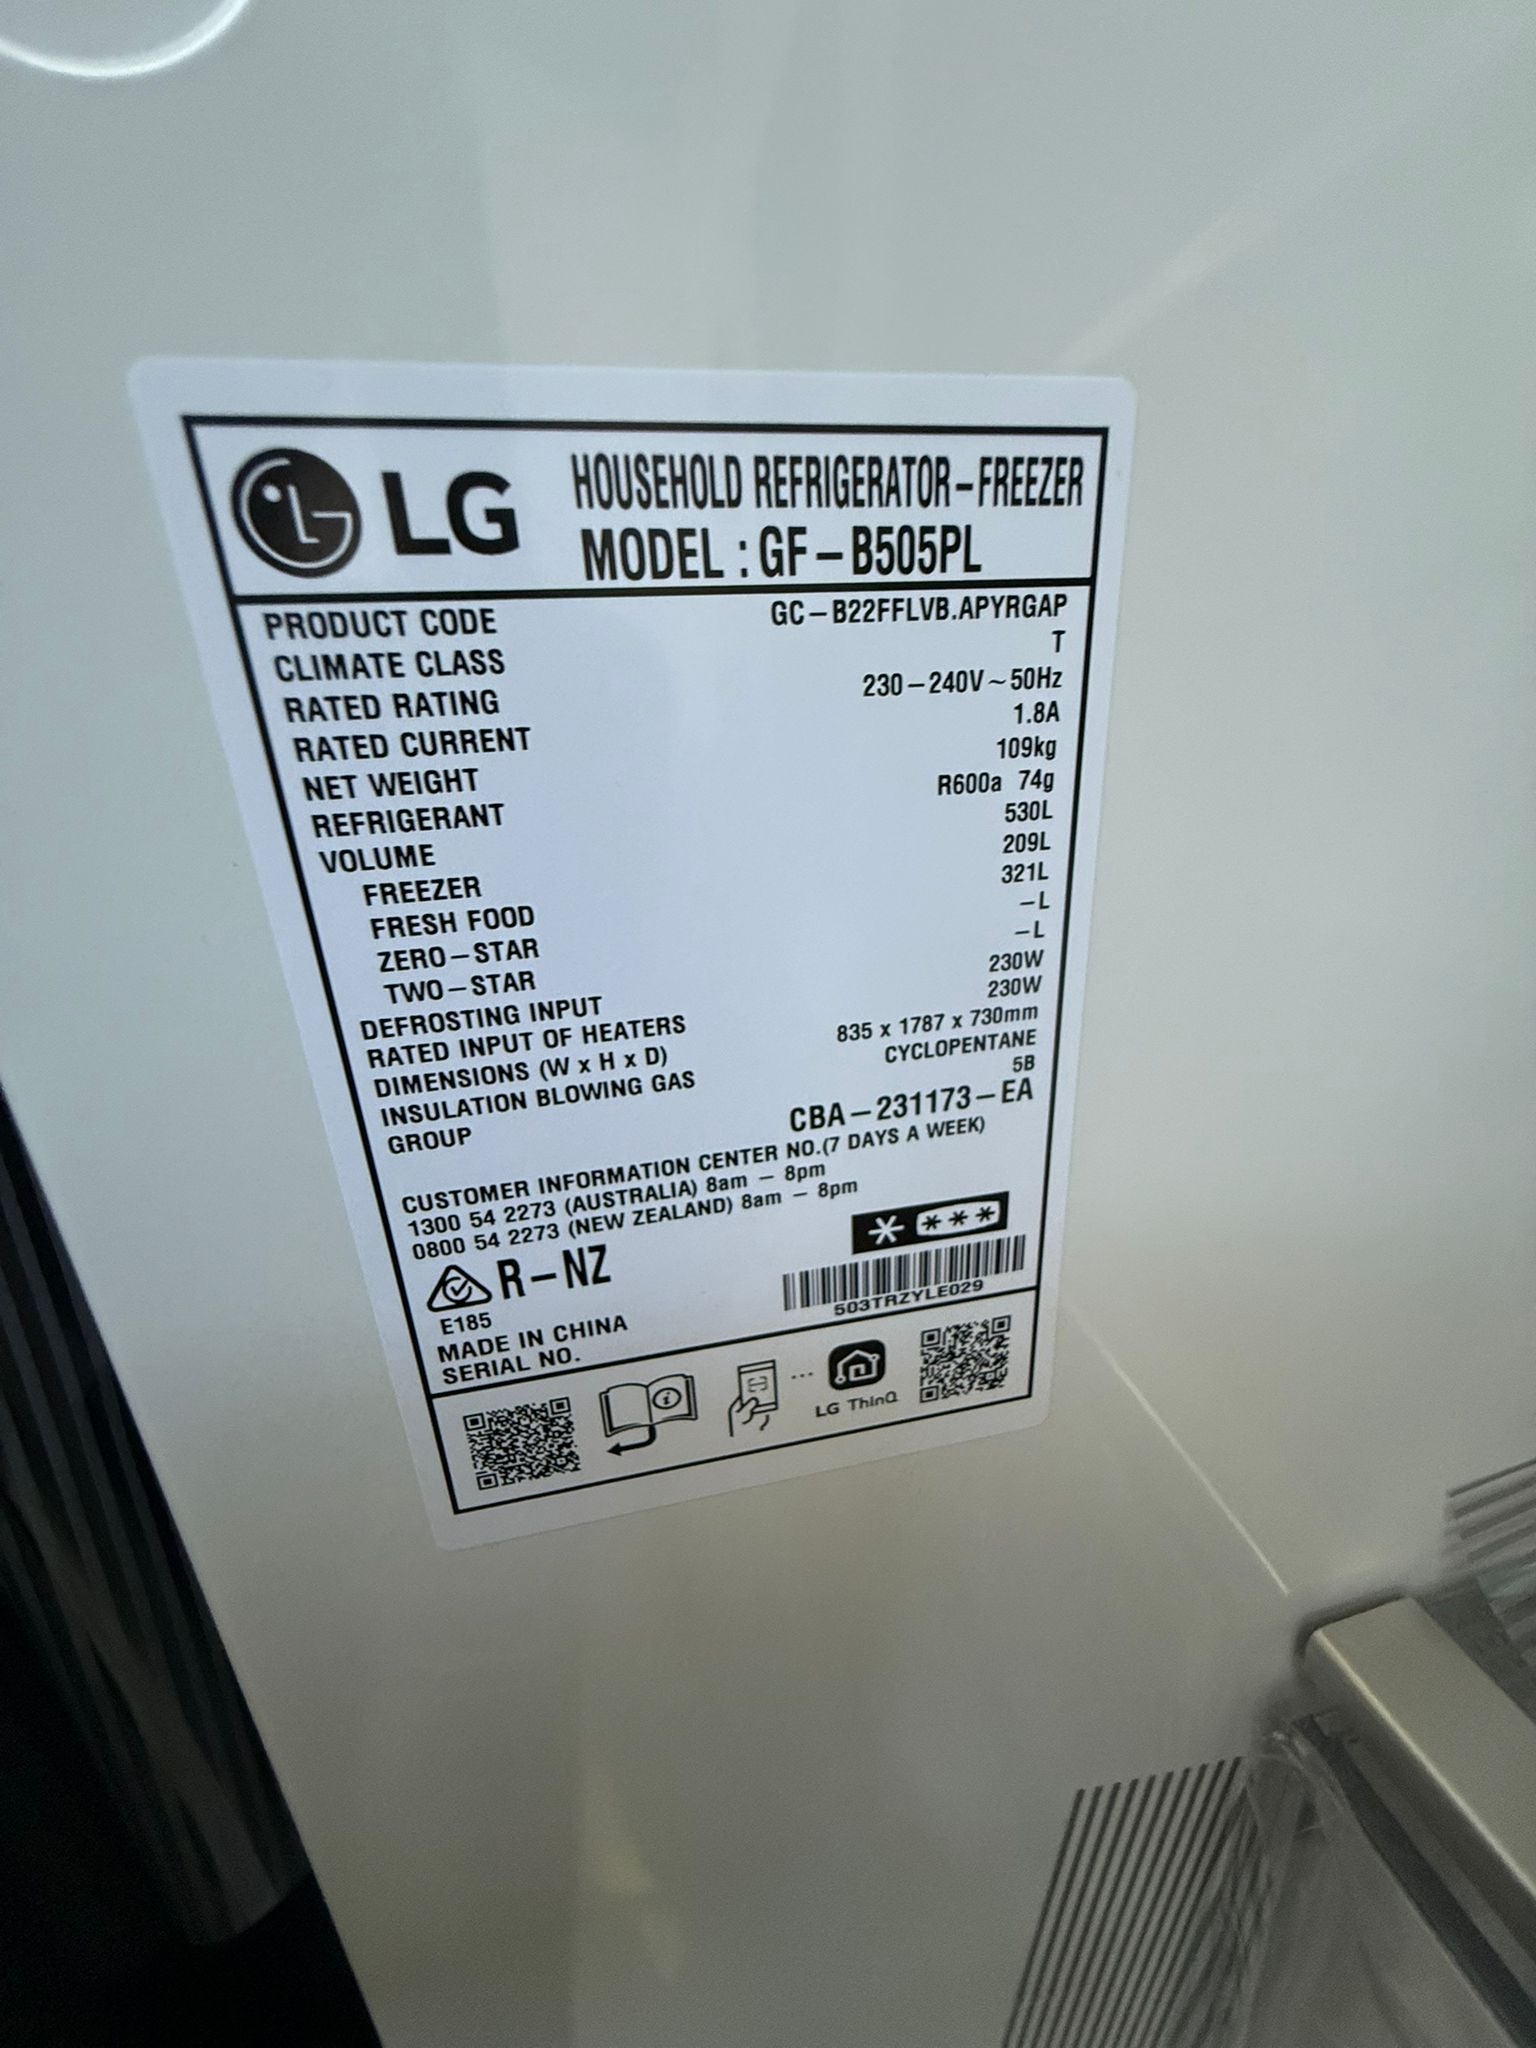 LG
HOUSEHOLD REFRIGERATOR-FREEZER
MODEL : GF-B505PL
PRODUCT CODE GC-B22FFLVB.APYRGAP
CLIMATE CLASS T
RATED RATING 230-240V~50Hz
RATED CURRENT 1.8A
NET WEIGHT 109kg
REFRIGERANT R600a 74g
VOLUME 530L
FREEZER 209L
FRESH FOOD 321L
ZERO-STAR -L
TWO-STAR -L
DEFROSTING INPUT 230W
RATED INPUT OF HEATERS 230W
DIMENSIONS (W x H x D) 835 x 1787 x 730mm
INSULATION BLOWING GAS CYCLOPENTANE
GROUP 5B
CBA-231173-EA
CUSTOMER INFORMATION CENTER NO.(7 DAYS A WEEK)
1300 54 2273 (AUSTRALIA) 8am - 8pm
0800 54 2273 (NEW ZEALAND) 8am - 8pm
R-NZ
E185
MADE IN CHINA
SERIAL NO. 503TRZYLE029
LG ThinQ